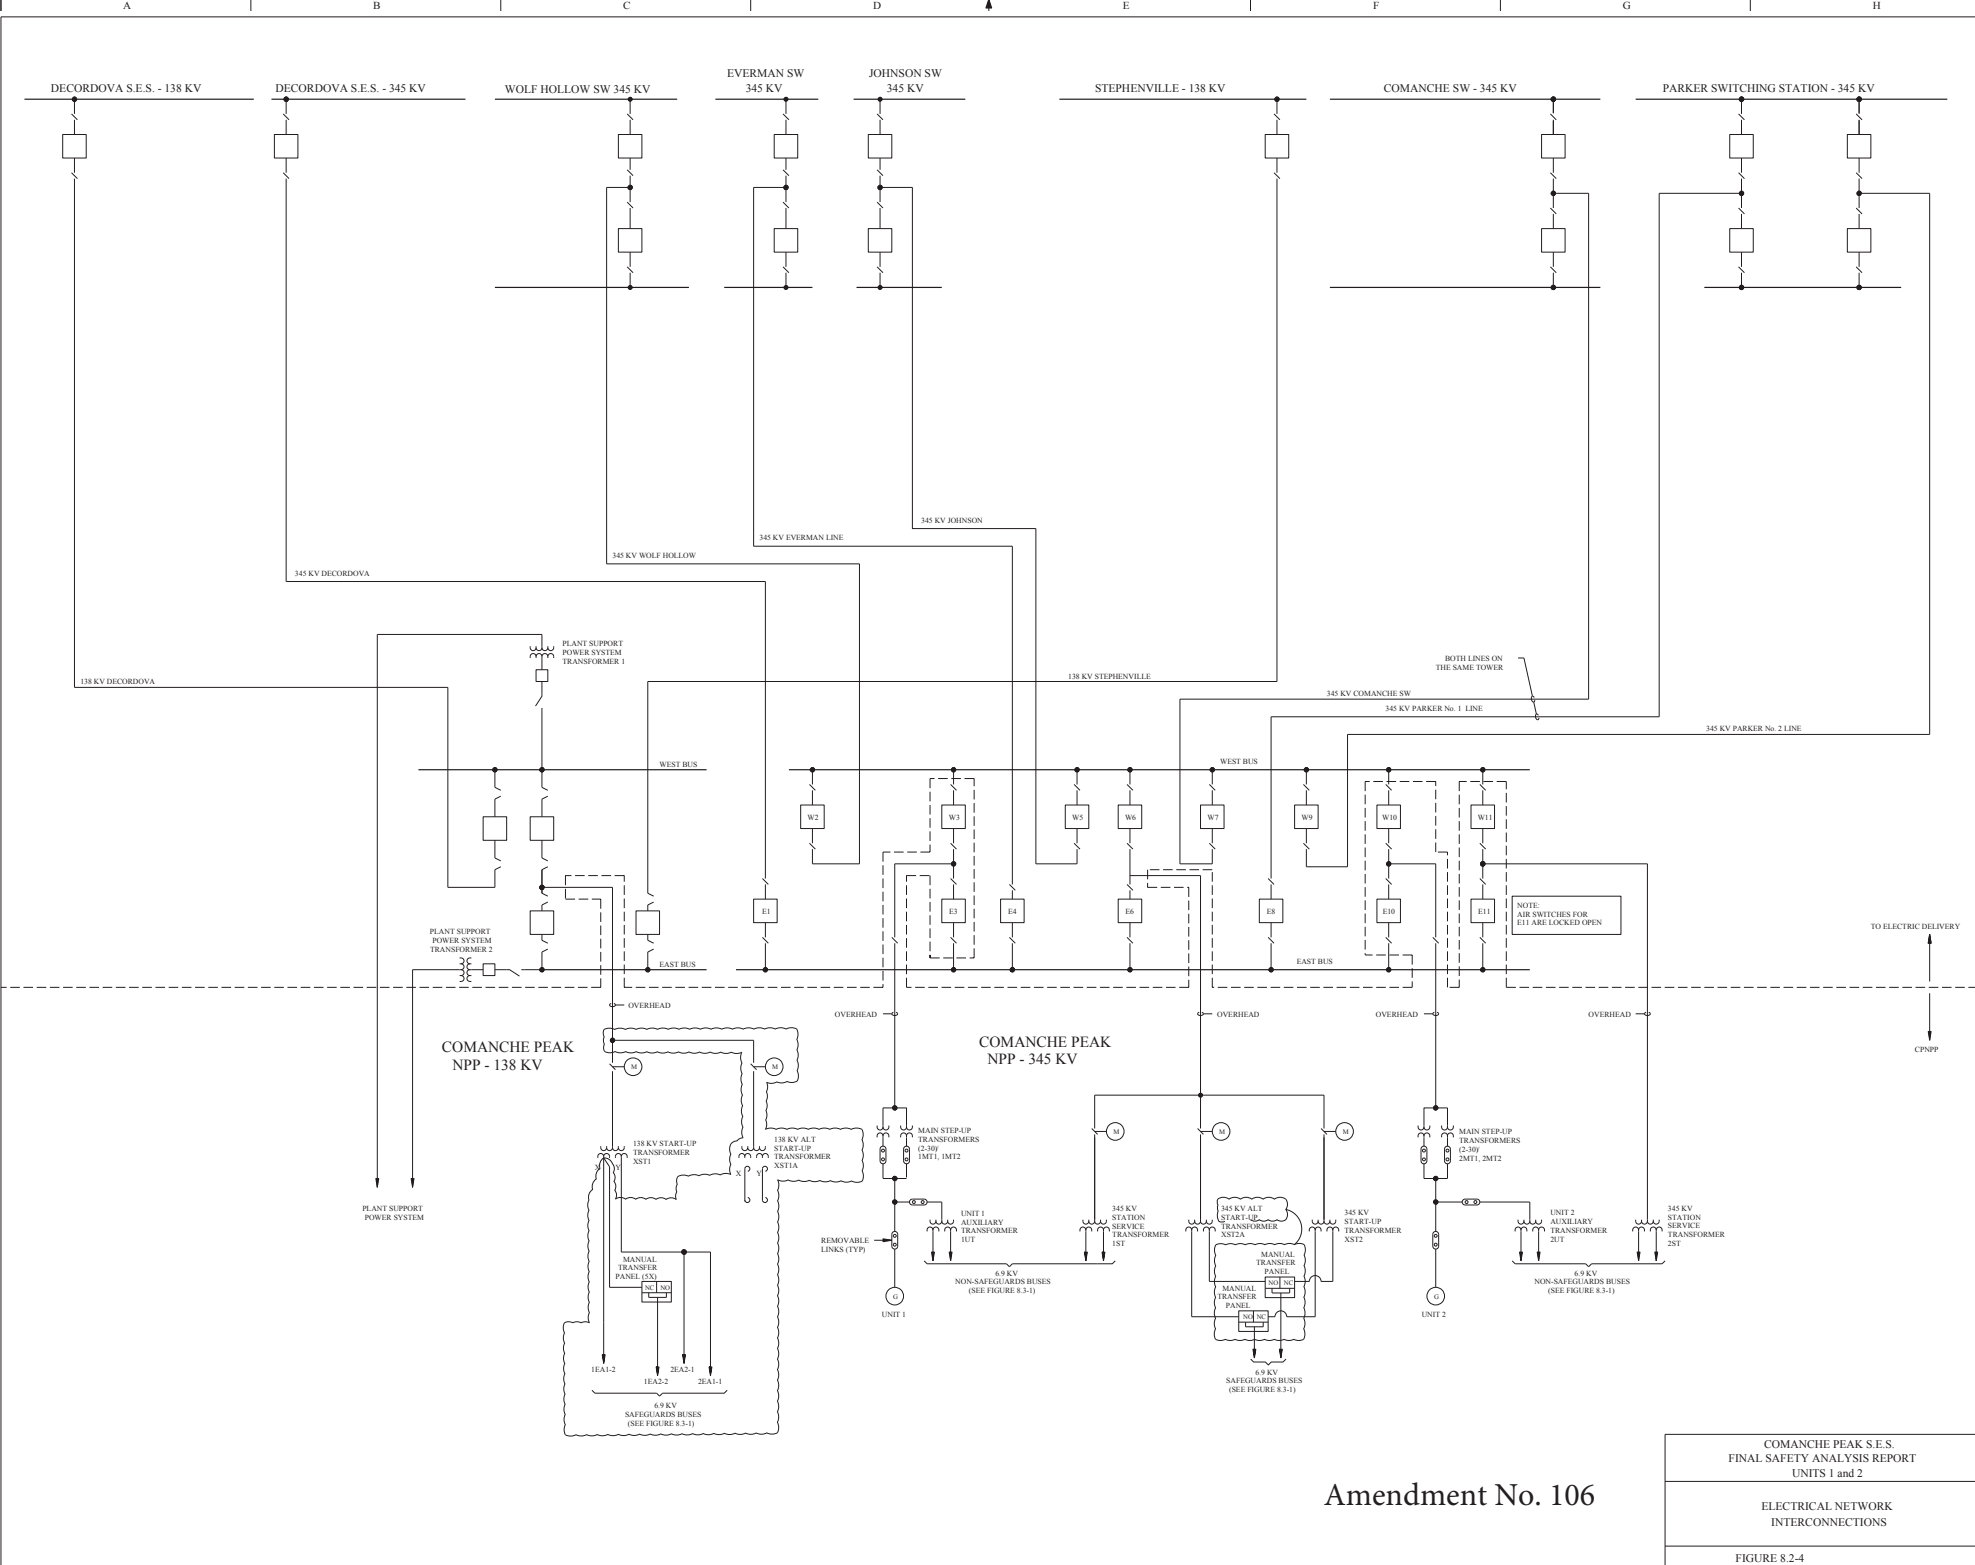 A B C D E F G H
DECORDOVA S.E.S. - 138 KV
DECORDOVA S.E.S. - 345 KV
WOLF HOLLOW SW 345 KV
EVERMAN SW
345 KV
JOHNSON SW
345 KV
STEPHENVILLE - 138 KV
COMANCHE SW - 345 KV
PARKER SWITCHING STATION - 345 KV
345 KV JOHNSON
345 KV EVERMAN LINE
345 KV WOLF HOLLOW
345 KV DECORDOVA
PLANT SUPPORT
POWER SYSTEM
TRANSFORMER 1
138 KV DECORDOVA
138 KV STEPHENVILLE
BOTH LINES ON
THE SAME TOWER
345 KV COMANCHE SW
345 KV PARKER No. 1 LINE
345 KV PARKER No. 2 LINE
WEST BUS
WEST BUS
W2
W3
W5
W6
W7
W9
W10
W11
E1
E3
E4
E6
E8
E10
E11
NOTE:
AIR SWITCHES FOR
E11 ARE LOCKED OPEN
PLANT SUPPORT
POWER SYSTEM
TRANSFORMER 2
EAST BUS
EAST BUS
TO ELECTRIC DELIVERY
CPNPP
OVERHEAD
OVERHEAD
OVERHEAD
OVERHEAD
OVERHEAD
COMANCHE PEAK
NPP - 138 KV
COMANCHE PEAK
NPP - 345 KV
M
M
M
M
M
138 KV START-UP
TRANSFORMER
XST1
X Y
138 KV ALT
START-UP
TRANSFORMER
XST1A
X Y
MAIN STEP-UP
TRANSFORMERS
(2-30)/
1MT1, 1MT2
MAIN STEP-UP
TRANSFORMERS
(2-30)/
2MT1, 2MT2
PLANT SUPPORT
POWER SYSTEM
REMOVABLE
LINKS (TYP)
UNIT 1
AUXILIARY
TRANSFORMER
1UT
345 KV
STATION
SERVICE
TRANSFORMER
1ST
345 KV ALT
START-UP
TRANSFORMER
XST2A
345 KV
START-UP
TRANSFORMER
XST2
UNIT 2
AUXILIARY
TRANSFORMER
2UT
345 KV
STATION
SERVICE
TRANSFORMER
2ST
MANUAL
TRANSFER
PANEL (5X)
NC NO
MANUAL
TRANSFER
PANEL
NO NC
MANUAL
TRANSFER
PANEL
NO NC
6.9 KV
NON-SAFEGUARDS BUSES
(SEE FIGURE 8.3-1)
6.9 KV
NON-SAFEGUARDS BUSES
(SEE FIGURE 8.3-1)
G
UNIT 1
G
UNIT 2
1EA1-2
1EA2-2
2EA2-1
2EA1-1
6.9 KV
SAFEGUARDS BUSES
(SEE FIGURE 8.3-1)
6.9 KV
SAFEGUARDS BUSES
(SEE FIGURE 8.3-1)
Amendment No. 106
COMANCHE PEAK S.E.S.
FINAL SAFETY ANALYSIS REPORT
UNITS 1 and 2
ELECTRICAL NETWORK
INTERCONNECTIONS
FIGURE 8.2-4